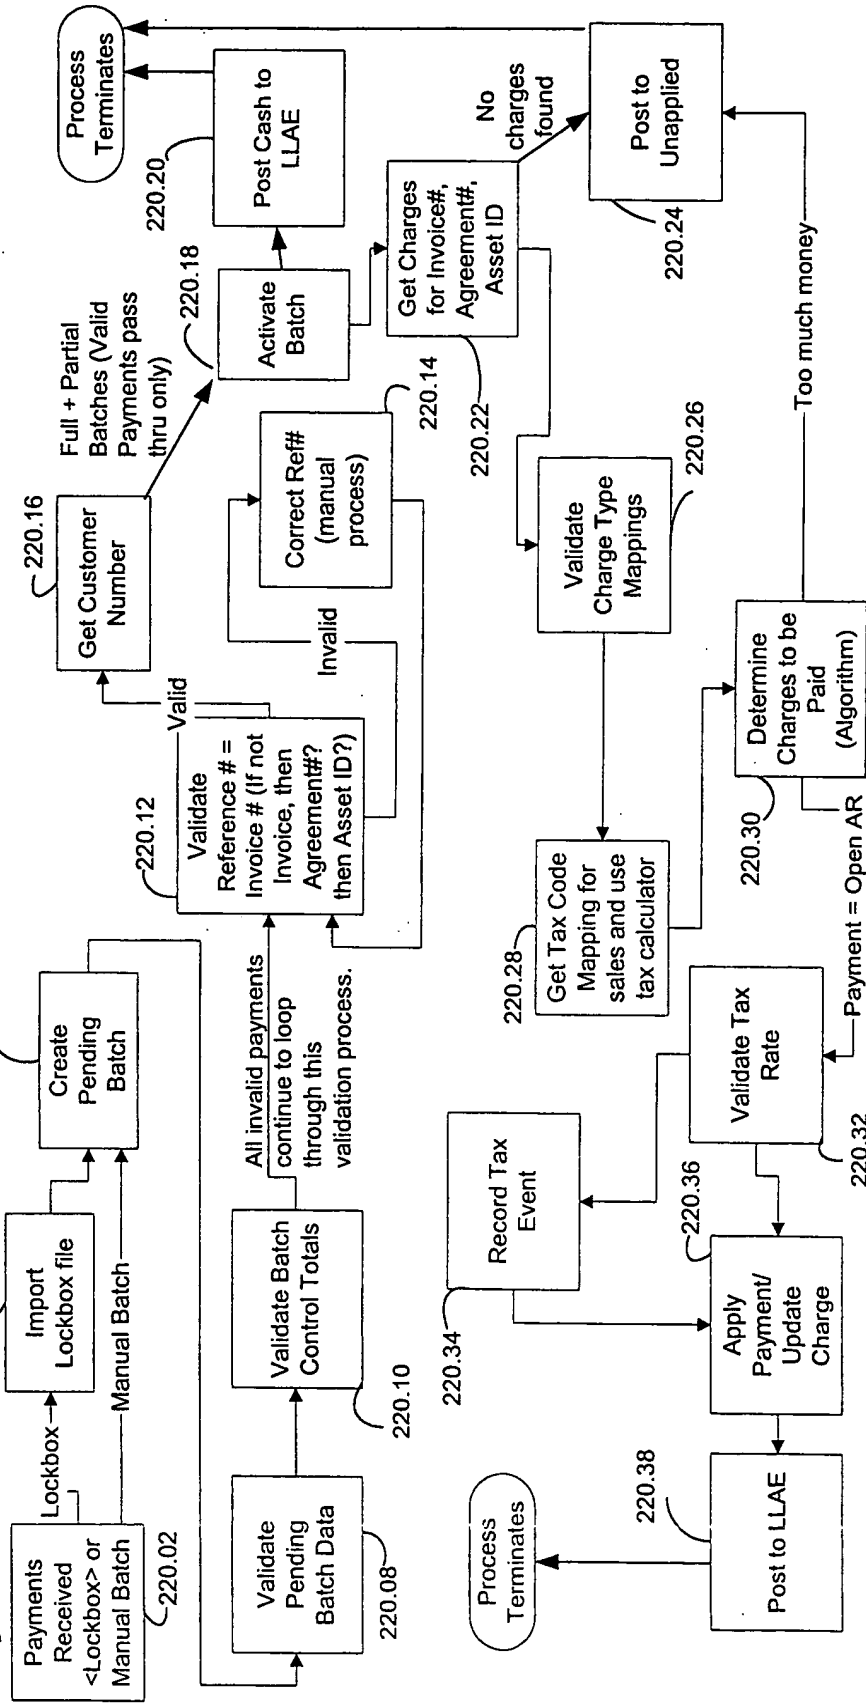 Payments
Received
<Lockbox> or
Manual Batch
220.02
Lockbox
Manual Batch
Import
Lockbox file
Create
Pending
Batch
Validate
Pending
Batch Data
220.08
Validate Batch
Control Totals
220.10
All invalid payments
continue to loop
through this
validation process.
Validate
Reference # =
Invoice # (If not
Invoice, then
Agreement#?
then Asset ID?)
220.12
Valid
Invalid
Correct Ref#
(manual
process)
220.14
Get Customer
Number
220.16
Full + Partial
Batches (Valid
Payments pass
thru only)
Activate
Batch
220.18
Post Cash to
LLAE
220.20
Process
Terminates
Get Charges
for Invoice#,
Agreement#,
Asset ID
220.22
No
charges
found
Post to
Unapplied
220.24
Validate
Charge Type
Mappings
220.26
Get Tax Code
Mapping for
sales and use
tax calculator
220.28
Determine
Charges to be
Paid
(Algorithm)
220.30
Too much money
Payment = Open AR
Validate Tax
Rate
220.32
Record Tax
Event
220.34
Apply
Payment/
Update
Charge
220.36
Post to LLAE
220.38
Process
Terminates